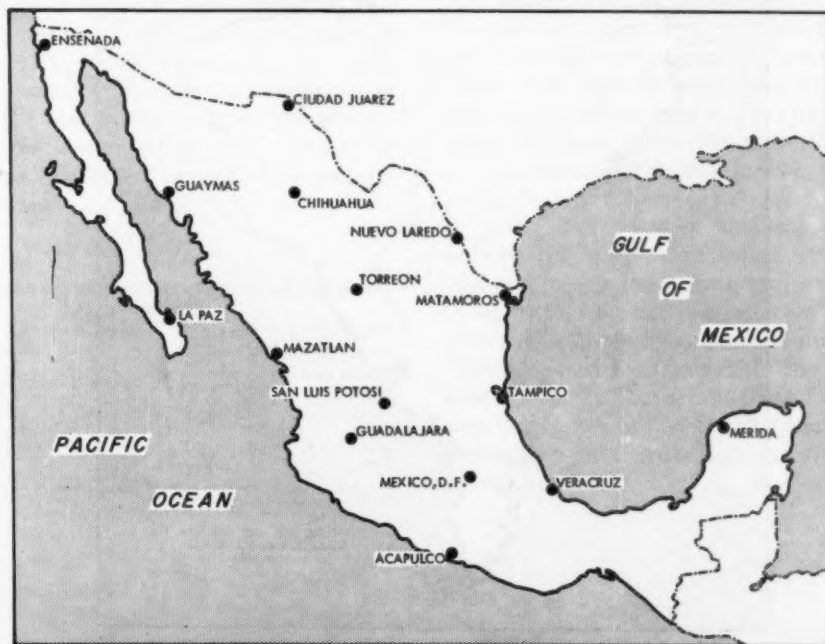 ENSEÑADA
CIUDAD JUAREZ
GUAYMAS
CHIHUAHUA
NUEVO LAREDO
GULF
OF
MEXICO
TORREON
MATAMOROS
LA PAZ
MAZATLAN
SAN LUIS POTOSI
TAMPICO
GUADALAJARA
MERIDA
PACIFIC
OCEAN
MEXICO, D.F.
VERACRUZ
ACAPULCO